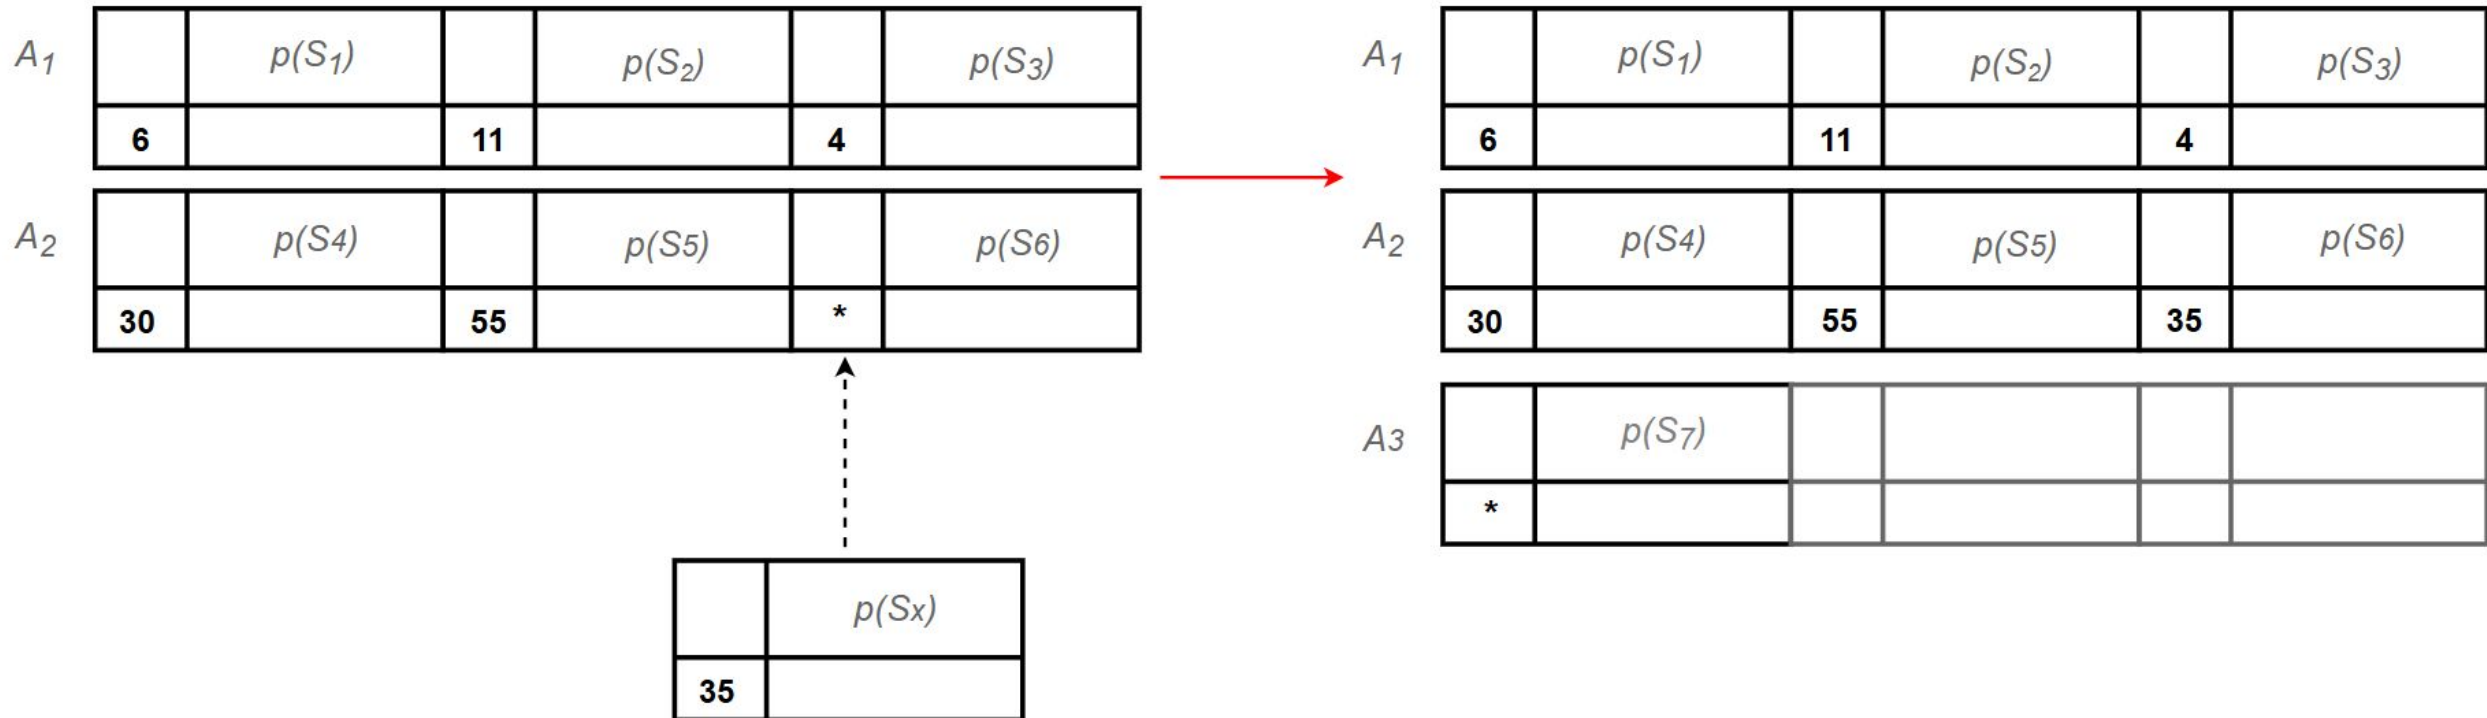 A1 p(S1) p(S2) p(S3)
6 11 4
A2 p(S4) p(S5) p(S6)
30 55 *
p(Sx)
35
A1 p(S1) p(S2) p(S3)
6 11 4
A2 p(S4) p(S5) p(S6)
30 55 35
A3 p(S7)
*